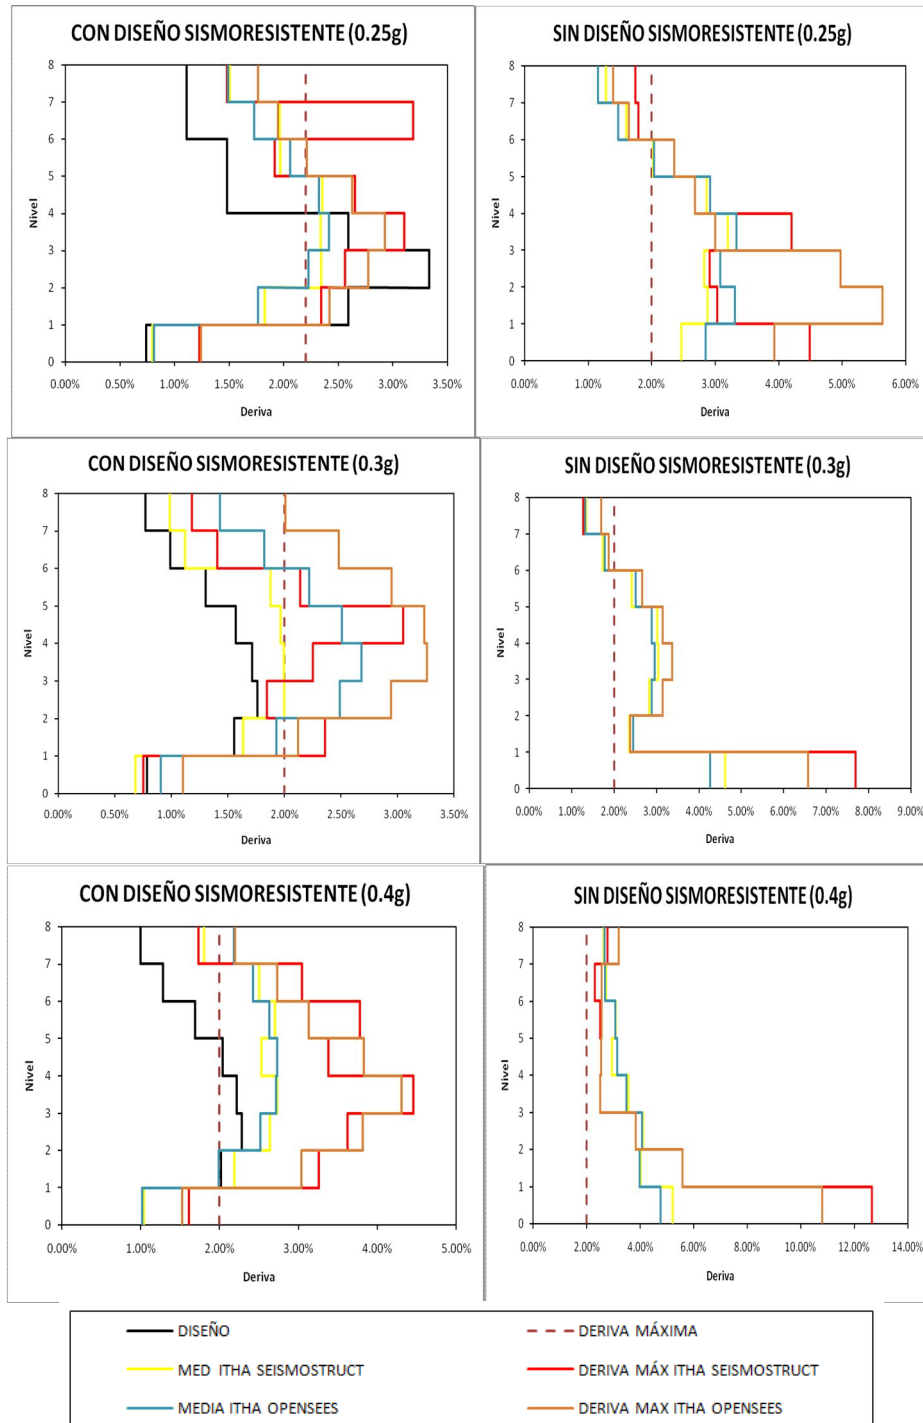 CON DISEÑO SISMORESISTENTE (0.25g)
8
7
6
5
4
3
2
1
0
Nivel
0.00% 0.50% 1.00% 1.50% 2.00% 2.50% 3.00% 3.50%
Deriva
SIN DISEÑO SISMORESISTENTE (0.25g)
8
7
6
5
4
3
2
1
0
Nivel
0.00% 1.00% 2.00% 3.00% 4.00% 5.00% 6.00%
Deriva
CON DISEÑO SISMORESISTENTE (0.3g)
8
7
6
5
4
3
2
1
0
Nivel
0.00% 0.50% 1.00% 1.50% 2.00% 2.50% 3.00% 3.50%
Deriva
SIN DISEÑO SISMORESISTENTE (0.3g)
8
7
6
5
4
3
2
1
0
Nivel
0.00% 1.00% 2.00% 3.00% 4.00% 5.00% 6.00% 7.00% 8.00% 9.00%
Deriva
CON DISEÑO SISMORESISTENTE (0.4g)
8
7
6
5
4
3
2
1
0
Nivel
0.00% 1.00% 2.00% 3.00% 4.00% 5.00%
Deriva
SIN DISEÑO SISMORESISTENTE (0.4g)
8
7
6
5
4
3
2
1
0
Nivel
0.00% 2.00% 4.00% 6.00% 8.00% 10.00% 12.00% 14.00%
Deriva
DISEÑO
DERIVA MÁXIMA
MED ITHA SEISMOSTRUCT
DERIVA MÁX ITHA SEISMOSTRUCT
MEDIA ITHA OPENSEES
DERIVA MAX ITHA OPENSEES